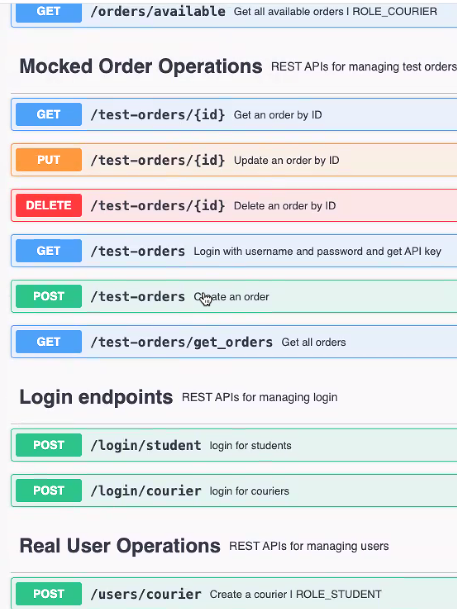 GET /orders/available Get all available orders | ROLE_COURIER
Mocked Order Operations REST APIs for managing test orders
GET /test-orders/{id} Get an order by ID
PUT /test-orders/{id} Update an order by ID
DELETE /test-orders/{id} Delete an order by ID
GET /test-orders Login with username and password and get API key
POST /test-orders Create an order
GET /test-orders/get_orders Get all orders
Login endpoints REST APIs for managing login
POST /login/student login for students
POST /login/courier login for couriers
Real User Operations REST APIs for managing users
POST /users/courier Create a courier | ROLE_STUDENT